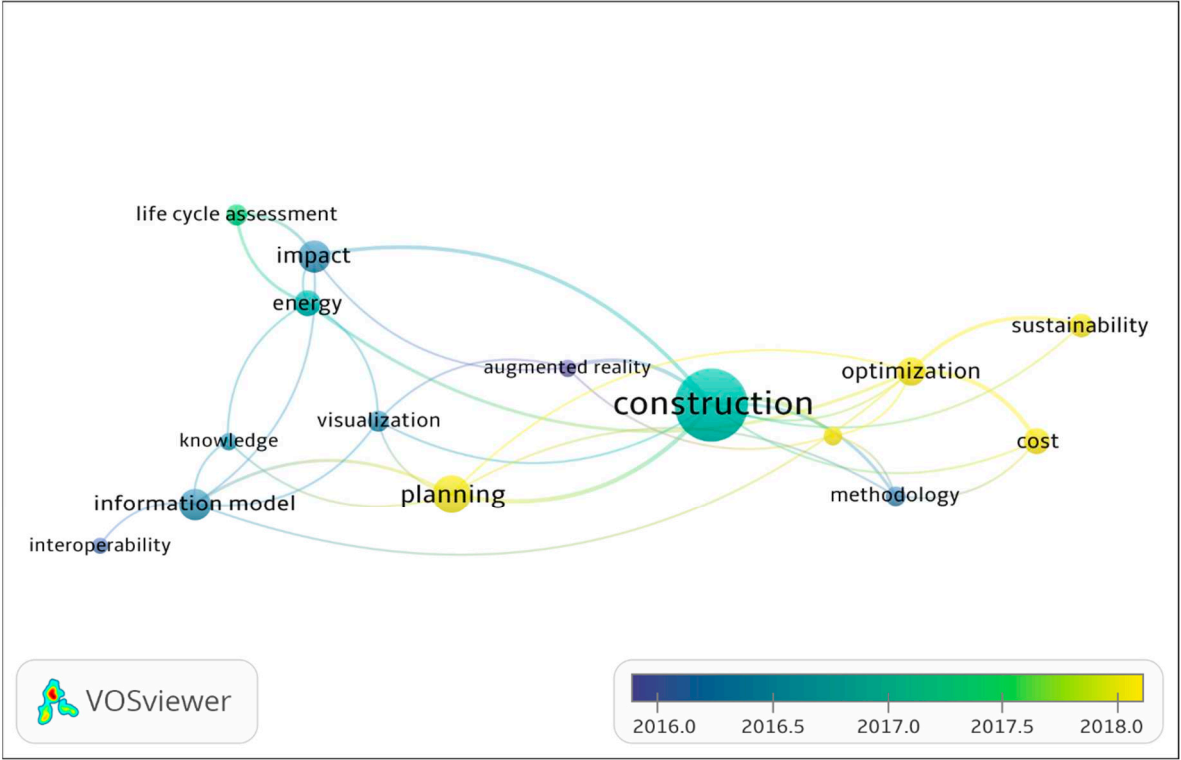 life cycle assessment
impact
energy
sustainability
augmented reality
optimization
construction
visualization
knowledge
cost
planning
methodology
information model
interoperability
VOSviewer
2016.0 2016.5 2017.0 2017.5 2018.0